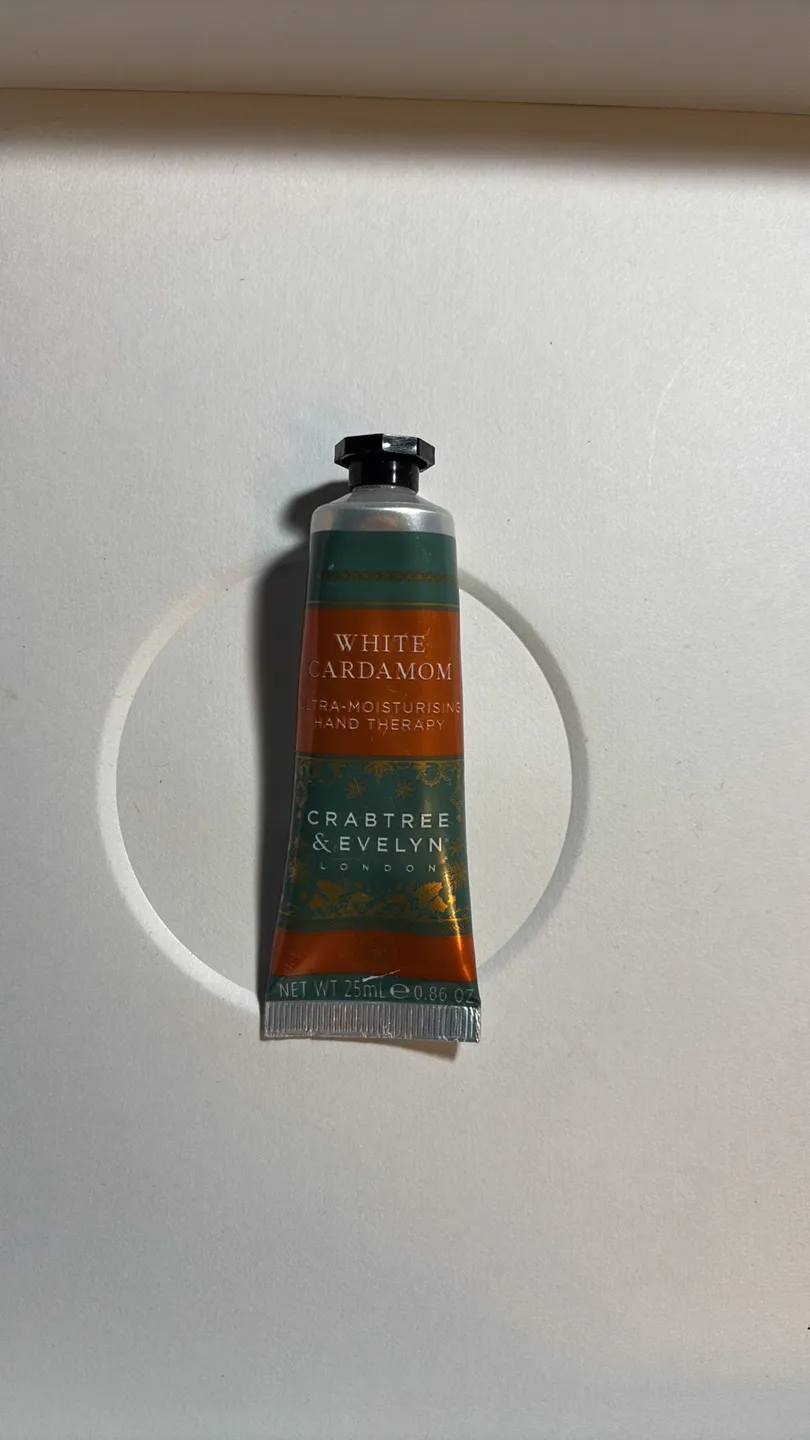 WHITE
CARDAMOM
LTRA-MOISTURISING
HAND THERAPY
CRABTREE
& EVELYN
LONDON
NET WT 25mL ℮ 0.86 OZ